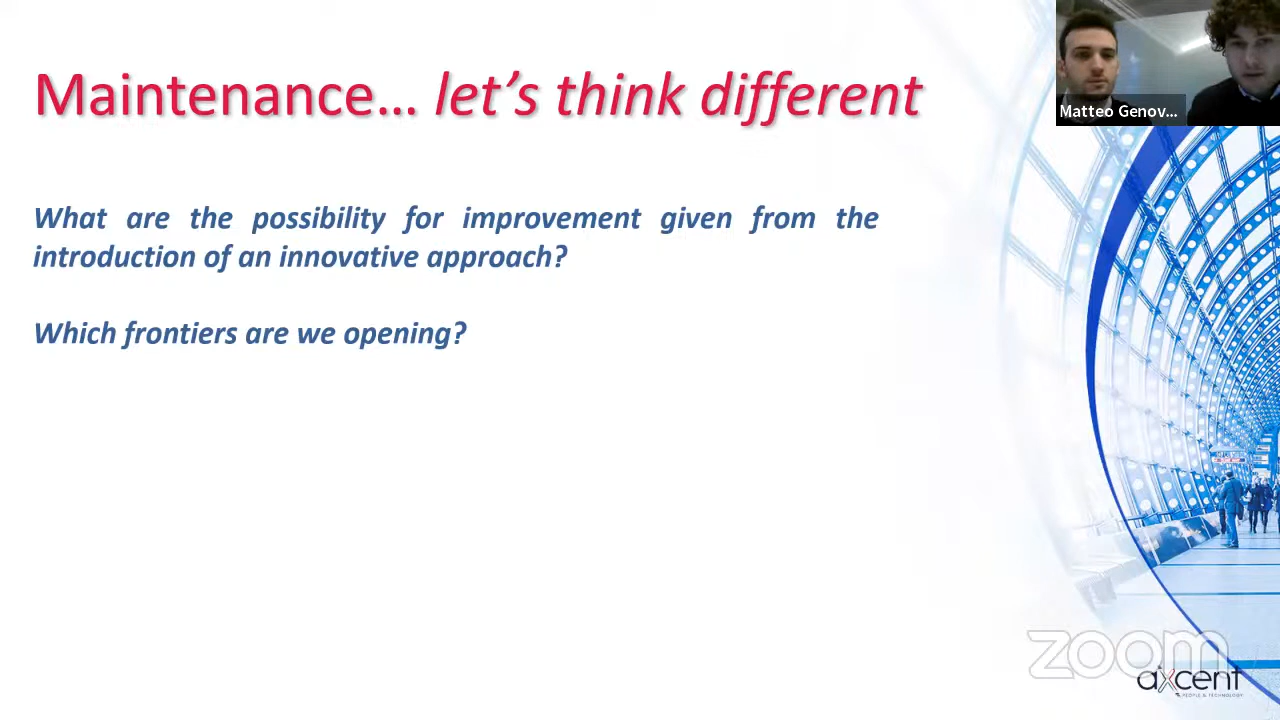 Maintenance… let's think different
Matteo Genov...
What are the possibility for improvement given from the
introduction of an innovative approach?
Which frontiers are we opening?
zoom
axcent
PEOPLE & TECHNOLOGY